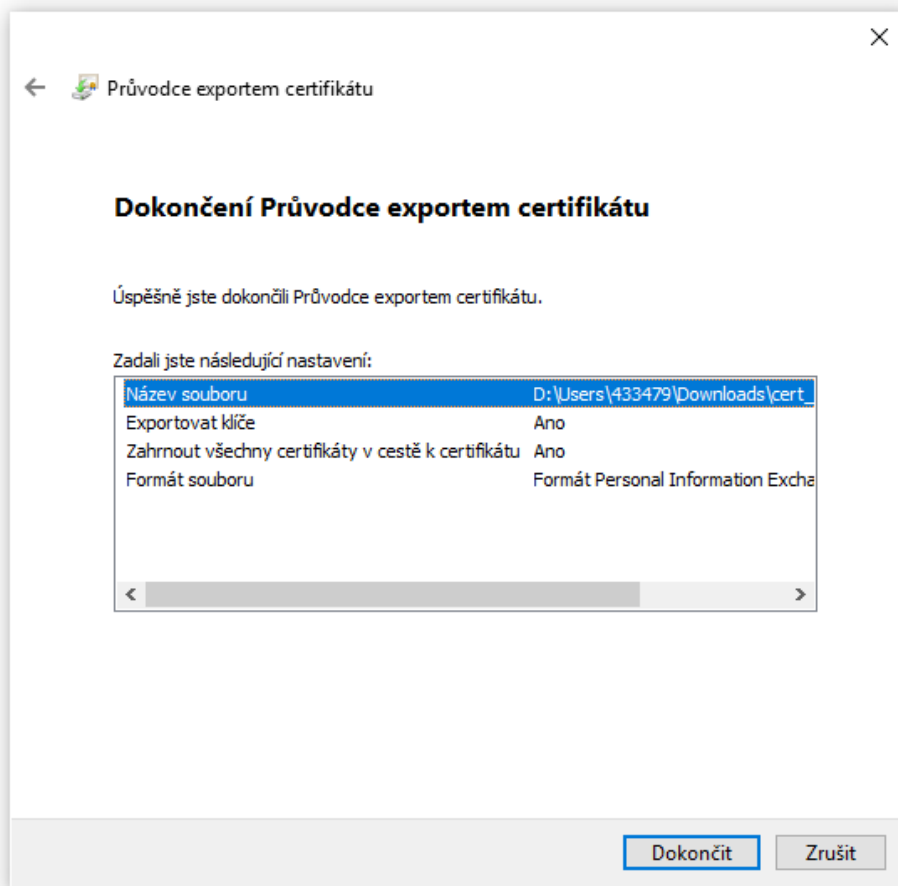 Průvodce exportem certifikátu
Dokončení Průvodce exportem certifikátu
Úspěšně jste dokončili Průvodce exportem certifikátu.
Zadali jste následující nastavení:
Název souboru D:\Users\433479\Downloads\cert_
Exportovat klíče Ano
Zahrnout všechny certifikáty v cestě k certifikátu Ano
Formát souboru Formát Personal Information Excha
Dokončit Zrušit